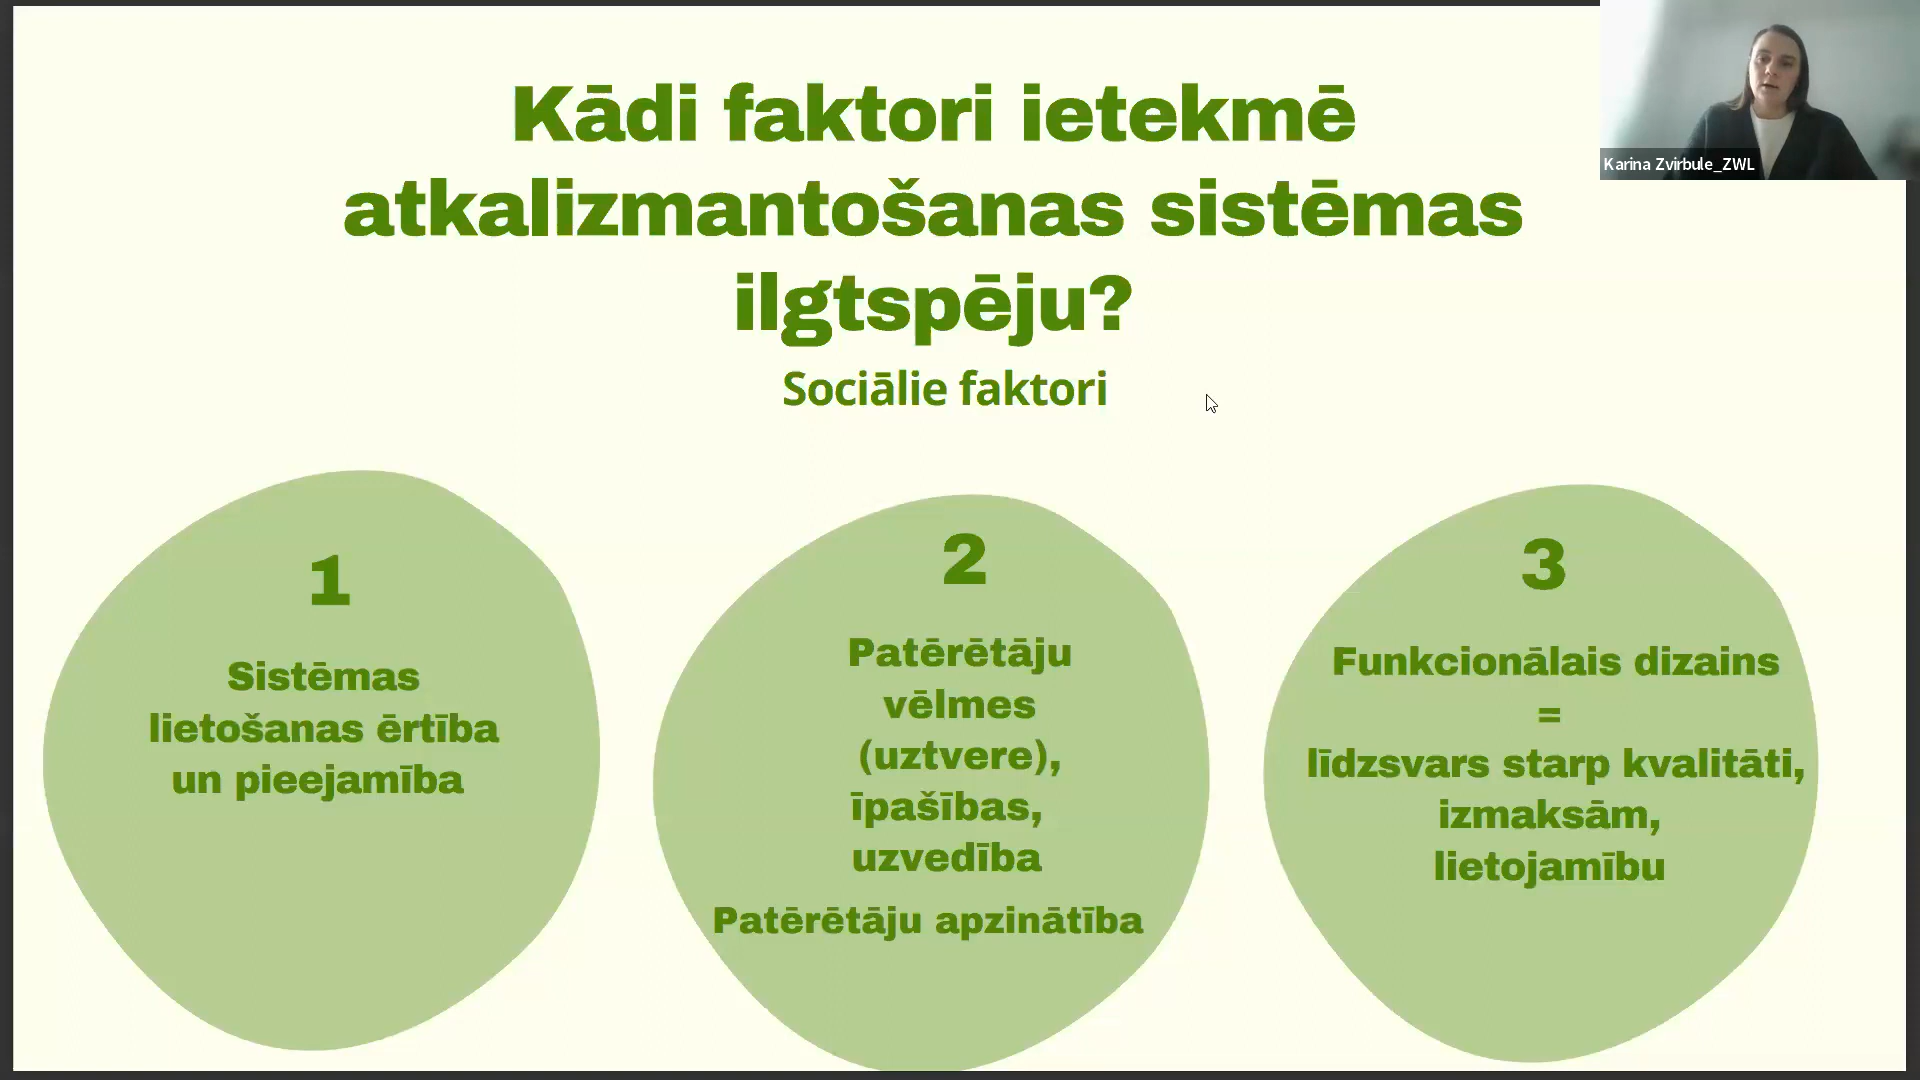 Kādi faktori ietekmē
atkalizmantošanas sistēmas
ilgtspēju?
Sociālie faktori
Karina Zvirbule_ZWL
1
Sistēmas
lietošanas ērtība
un pieejamība
2
Patērētāju
vēlmes
(uztvere),
īpašības,
uzvedība
Patērētāju apzinātība
3
Funkcionālais dizains
=
līdzsvars starp kvalitāti,
izmaksām,
lietojamību